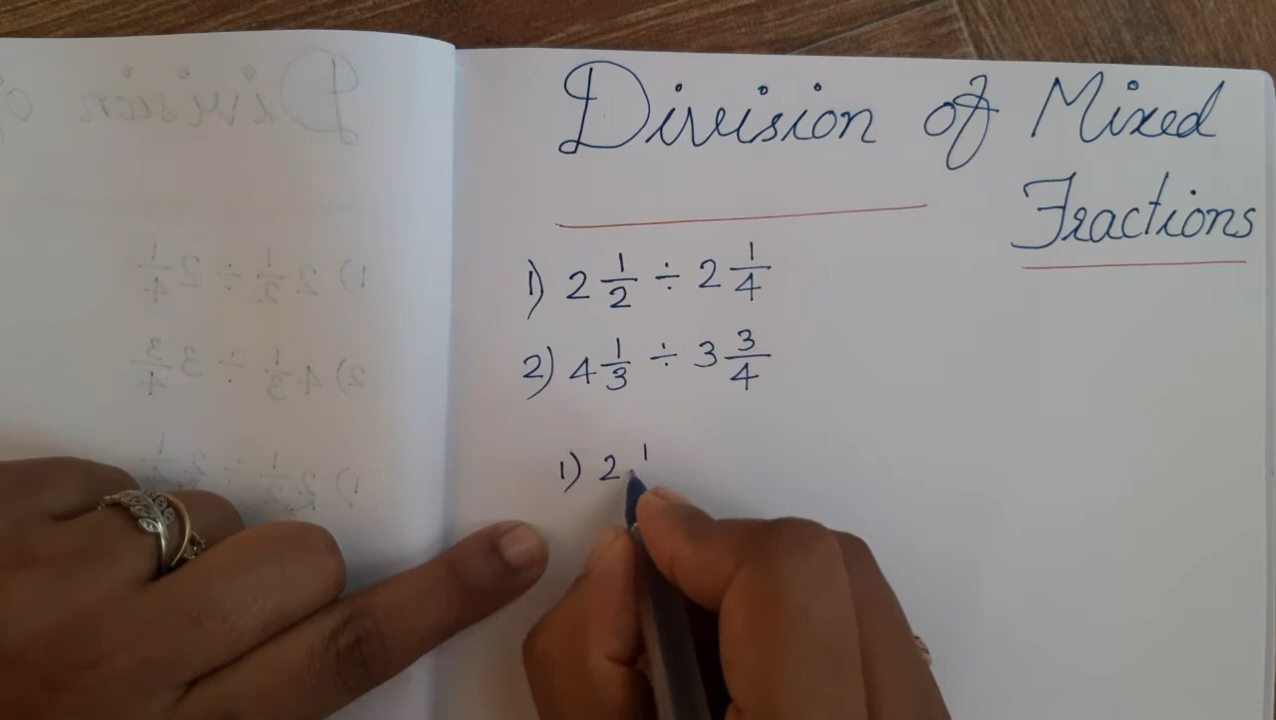 Division of Mixed
Fractions
1) 2 1/2 ÷ 2 1/4
2) 4 1/3 ÷ 3 3/4
1) 2 1